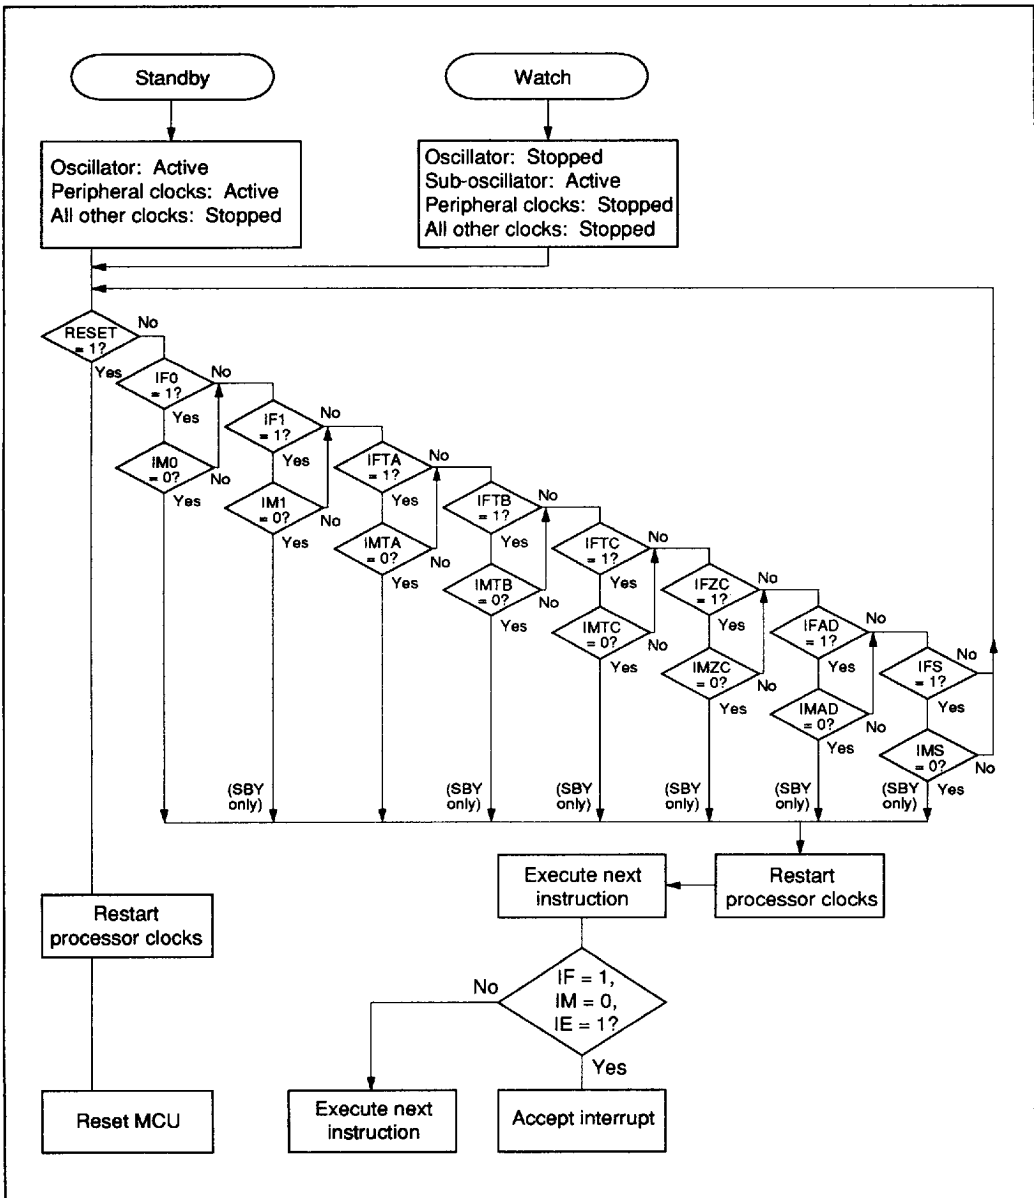 Standby
Watch
Oscillator: Active
Peripheral clocks: Active
All other clocks: Stopped
Oscillator: Stopped
Sub-oscillator: Active
Peripheral clocks: Stopped
All other clocks: Stopped
RESET
= 1?
No
Yes
IF0
= 1?
No
Yes
IM0
= 0?
No
Yes
IF1
= 1?
No
Yes
IM1
= 0?
No
Yes
IFTA
= 1?
No
Yes
IMTA
= 0?
No
Yes
IFTB
= 1?
No
Yes
IMTB
= 0?
No
Yes
IFTC
= 1?
No
Yes
IMTC
= 0?
No
Yes
IFZC
= 1?
No
Yes
IMZC
= 0?
No
Yes
IFAD
= 1?
No
Yes
IMAD
= 0?
No
Yes
IFS
= 1?
No
Yes
IMS
= 0?
No
Yes
(SBY
only)
(SBY
only)
(SBY
only)
(SBY
only)
(SBY
only)
(SBY
only)
Execute next
instruction
Restart
processor clocks
Restart
processor clocks
IF = 1,
IM = 0,
IE = 1?
No
Yes
Reset MCU
Execute next
instruction
Accept interrupt